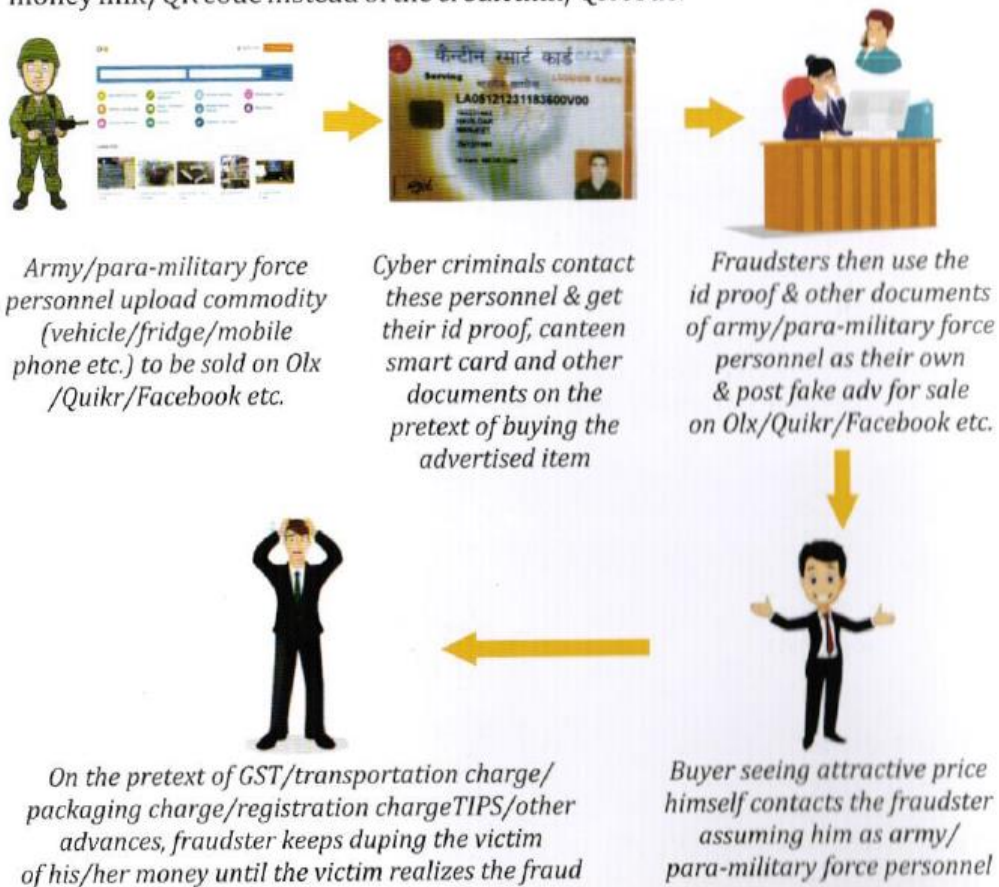 Army/para-military force
personnel upload commodity
(vehicle/fridge/mobile
phone etc.) to be sold on Olx
/Quikr/Facebook etc.
कैन्टीन स्मार्ट कार्ड
Serving
LIQUOR CARD
LA05121231183600V00
Cyber criminals contact
these personnel & get
their id proof, canteen
smart card and other
documents on the
pretext of buying the
advertised item
Fraudsters then use the
id proof & other documents
of army/para-military force
personnel as their own
& post fake adv for sale
on Olx/Quikr/Facebook etc.
Buyer seeing attractive price
himself contacts the fraudster
assuming him as army/
para-military force personnel
On the pretext of GST/transportation charge/
packaging charge/registration chargeTIPS/other
advances, fraudster keeps duping the victim
of his/her money until the victim realizes the fraud